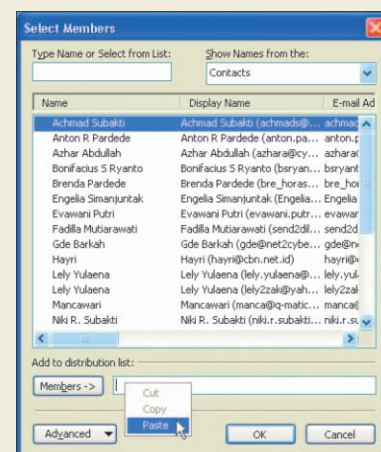 Select Members
Type Name or Select from List: Show Names from the:
Contacts
Name Display Name E-mail Ad
Achmad Subakti Achmad Subakti (achmads@... achmac
Anton R Pardede Anton R Pardede (anton.pa... anton.p
Azhar Abdullah Azhar Abdullah (azhara@cy... azhara(
Bonifacius S Ryanto Bonifacius S Ryanto (bsryan... bsryant
Brenda Pardede Brenda Pardede (bre_horas... bre_hor
Engelia Simanjuntak Engelia Simanjuntak (Engelia... Engelia
Evawani Putri Evawani Putri (evawani.putr... evawar
Fadilla Mutiarawati Fadilla Mutiarawati (send2dil... send2d
Gde Barkah Gde Barkah (gde@net2cybe... gde@n
Hayri Hayri (hayri@cbn.net.id) hayri@
Lely Yulaena Lely Yulaena (lely.yulaena@... lely.yul
Lely Yulaena Lely Yulaena (lely2zak@yah... lely2zal
Mancawari Mancawari (manca@q-matic... manca
Niki R. Subakti Niki R. Subakti (niki.r.subakti... niki.r.su
Add to distribution list:
Members ->
Cut
Copy
Paste
Advanced OK Cancel